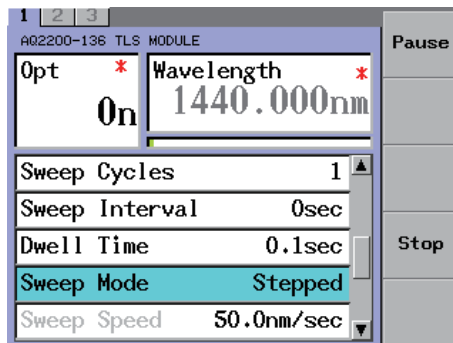 1 2 3
AQ2200-136 TLS MODULE
Pause
Opt * Wavelength *
On 1440.000nm
Sweep Cycles 1
Sweep Interval 0sec
Dwell Time 0.1sec
Stop
Sweep Mode Stepped
Sweep Speed 50.0nm/sec